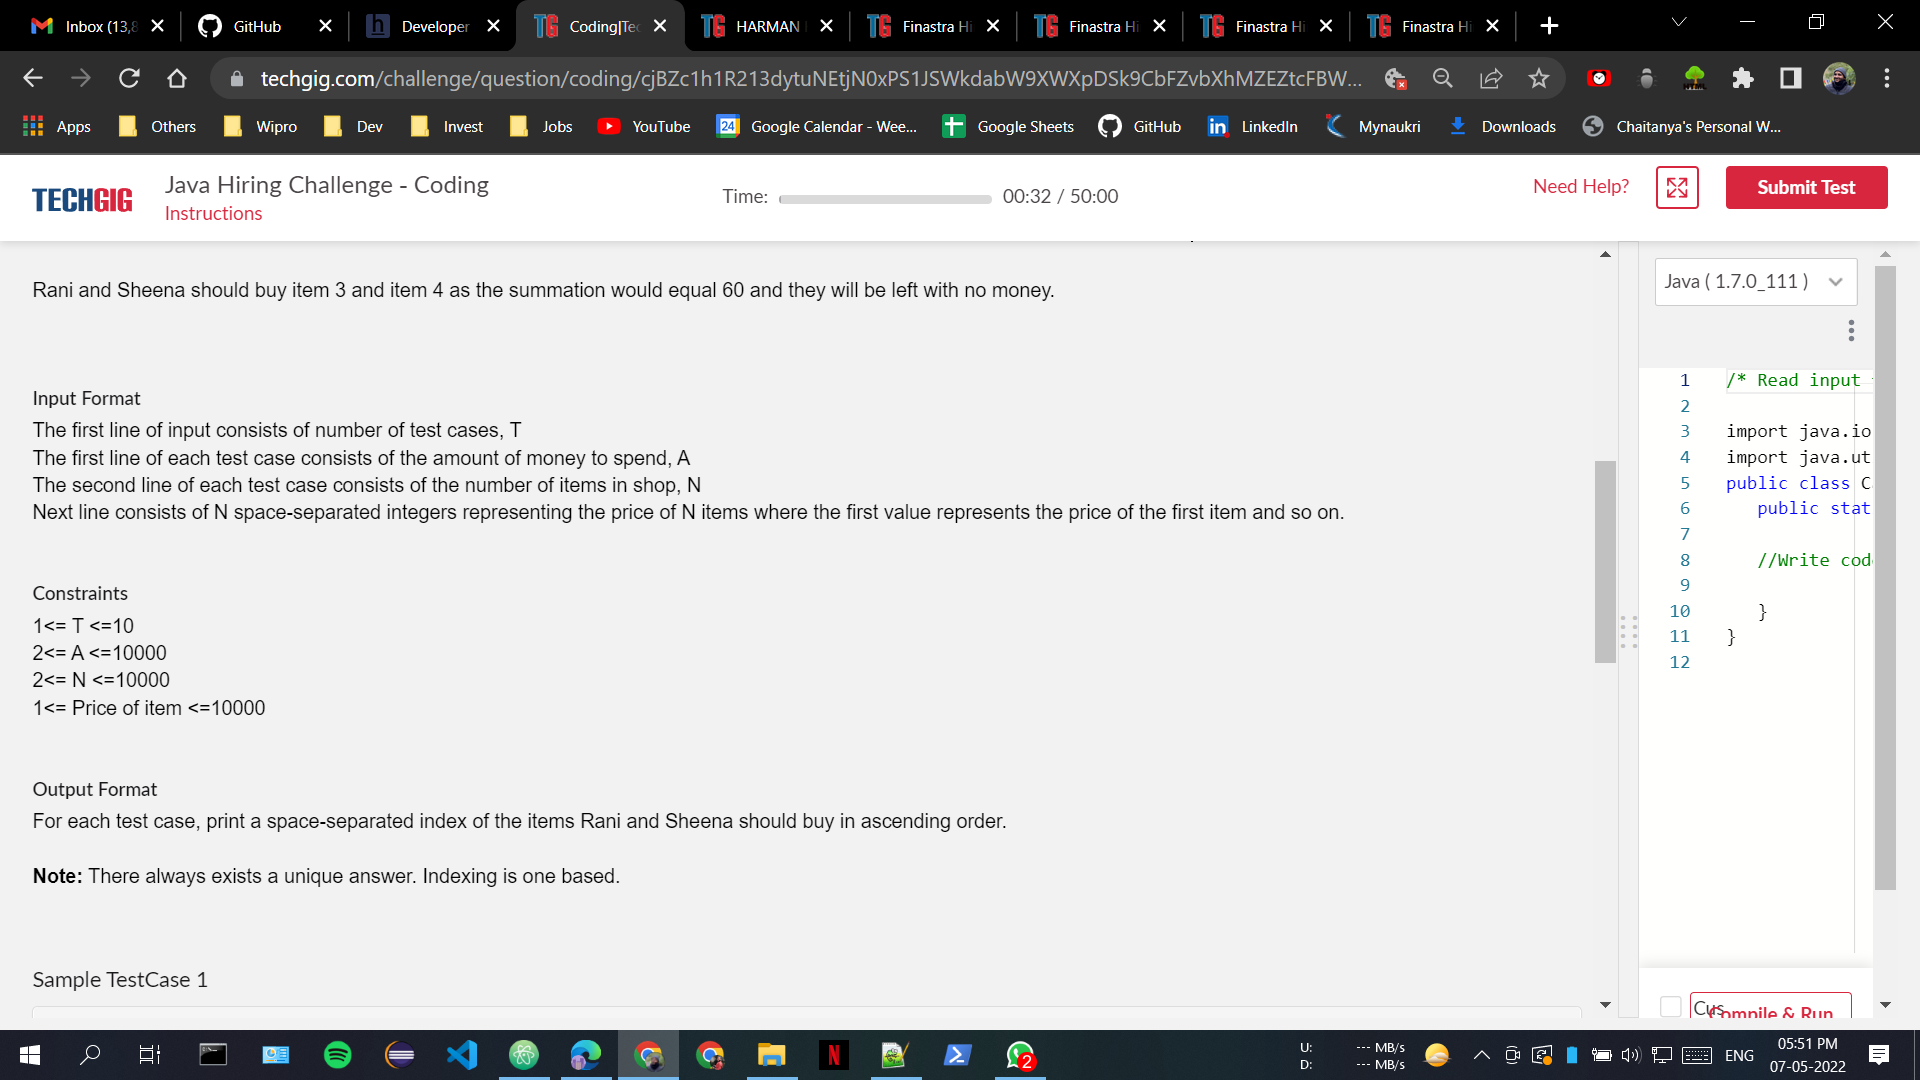 Inbox (13,8
GitHub
Developer
Coding|Tec
HARMAN
Finastra Hi
Finastra Hi
Finastra Hi
Finastra Hi
techgig.com/challenge/question/coding/cjBZc1h1R213dytuNEtjN0xPS1JSWkdabW9XWXpDSk9CbFZvbXhMZEZtcFBW...
Apps
Others
Wipro
Dev
Invest
Jobs
YouTube
24
Google Calendar - Wee...
Google Sheets
GitHub
LinkedIn
Mynaukri
Downloads
Chaitanya's Personal W...
TECHGIG
Java Hiring Challenge - Coding
Instructions
Time: 00:32 / 50:00
Need Help?
Submit Test
Rani and Sheena should buy item 3 and item 4 as the summation would equal 60 and they will be left with no money.
Input Format
The first line of input consists of number of test cases, T
The first line of each test case consists of the amount of money to spend, A
The second line of each test case consists of the number of items in shop, N
Next line consists of N space-separated integers representing the price of N items where the first value represents the price of the first item and so on.
Constraints
1<= T <=10
2<= A <=10000
2<= N <=10000
1<= Price of item <=10000
Output Format
For each test case, print a space-separated index of the items Rani and Sheena should buy in ascending order.
Note: There always exists a unique answer. Indexing is one based.
Sample TestCase 1
Java ( 1.7.0_111 )
1 /* Read input
2
3 import java.io
4 import java.ut
5 public class C
6 public stat
7
8 //Write cod
9
10 }
11 }
12
Cus
Compile & Run
U: --- MB/s
D: --- MB/s
2
ENG
05:51 PM
07-05-2022